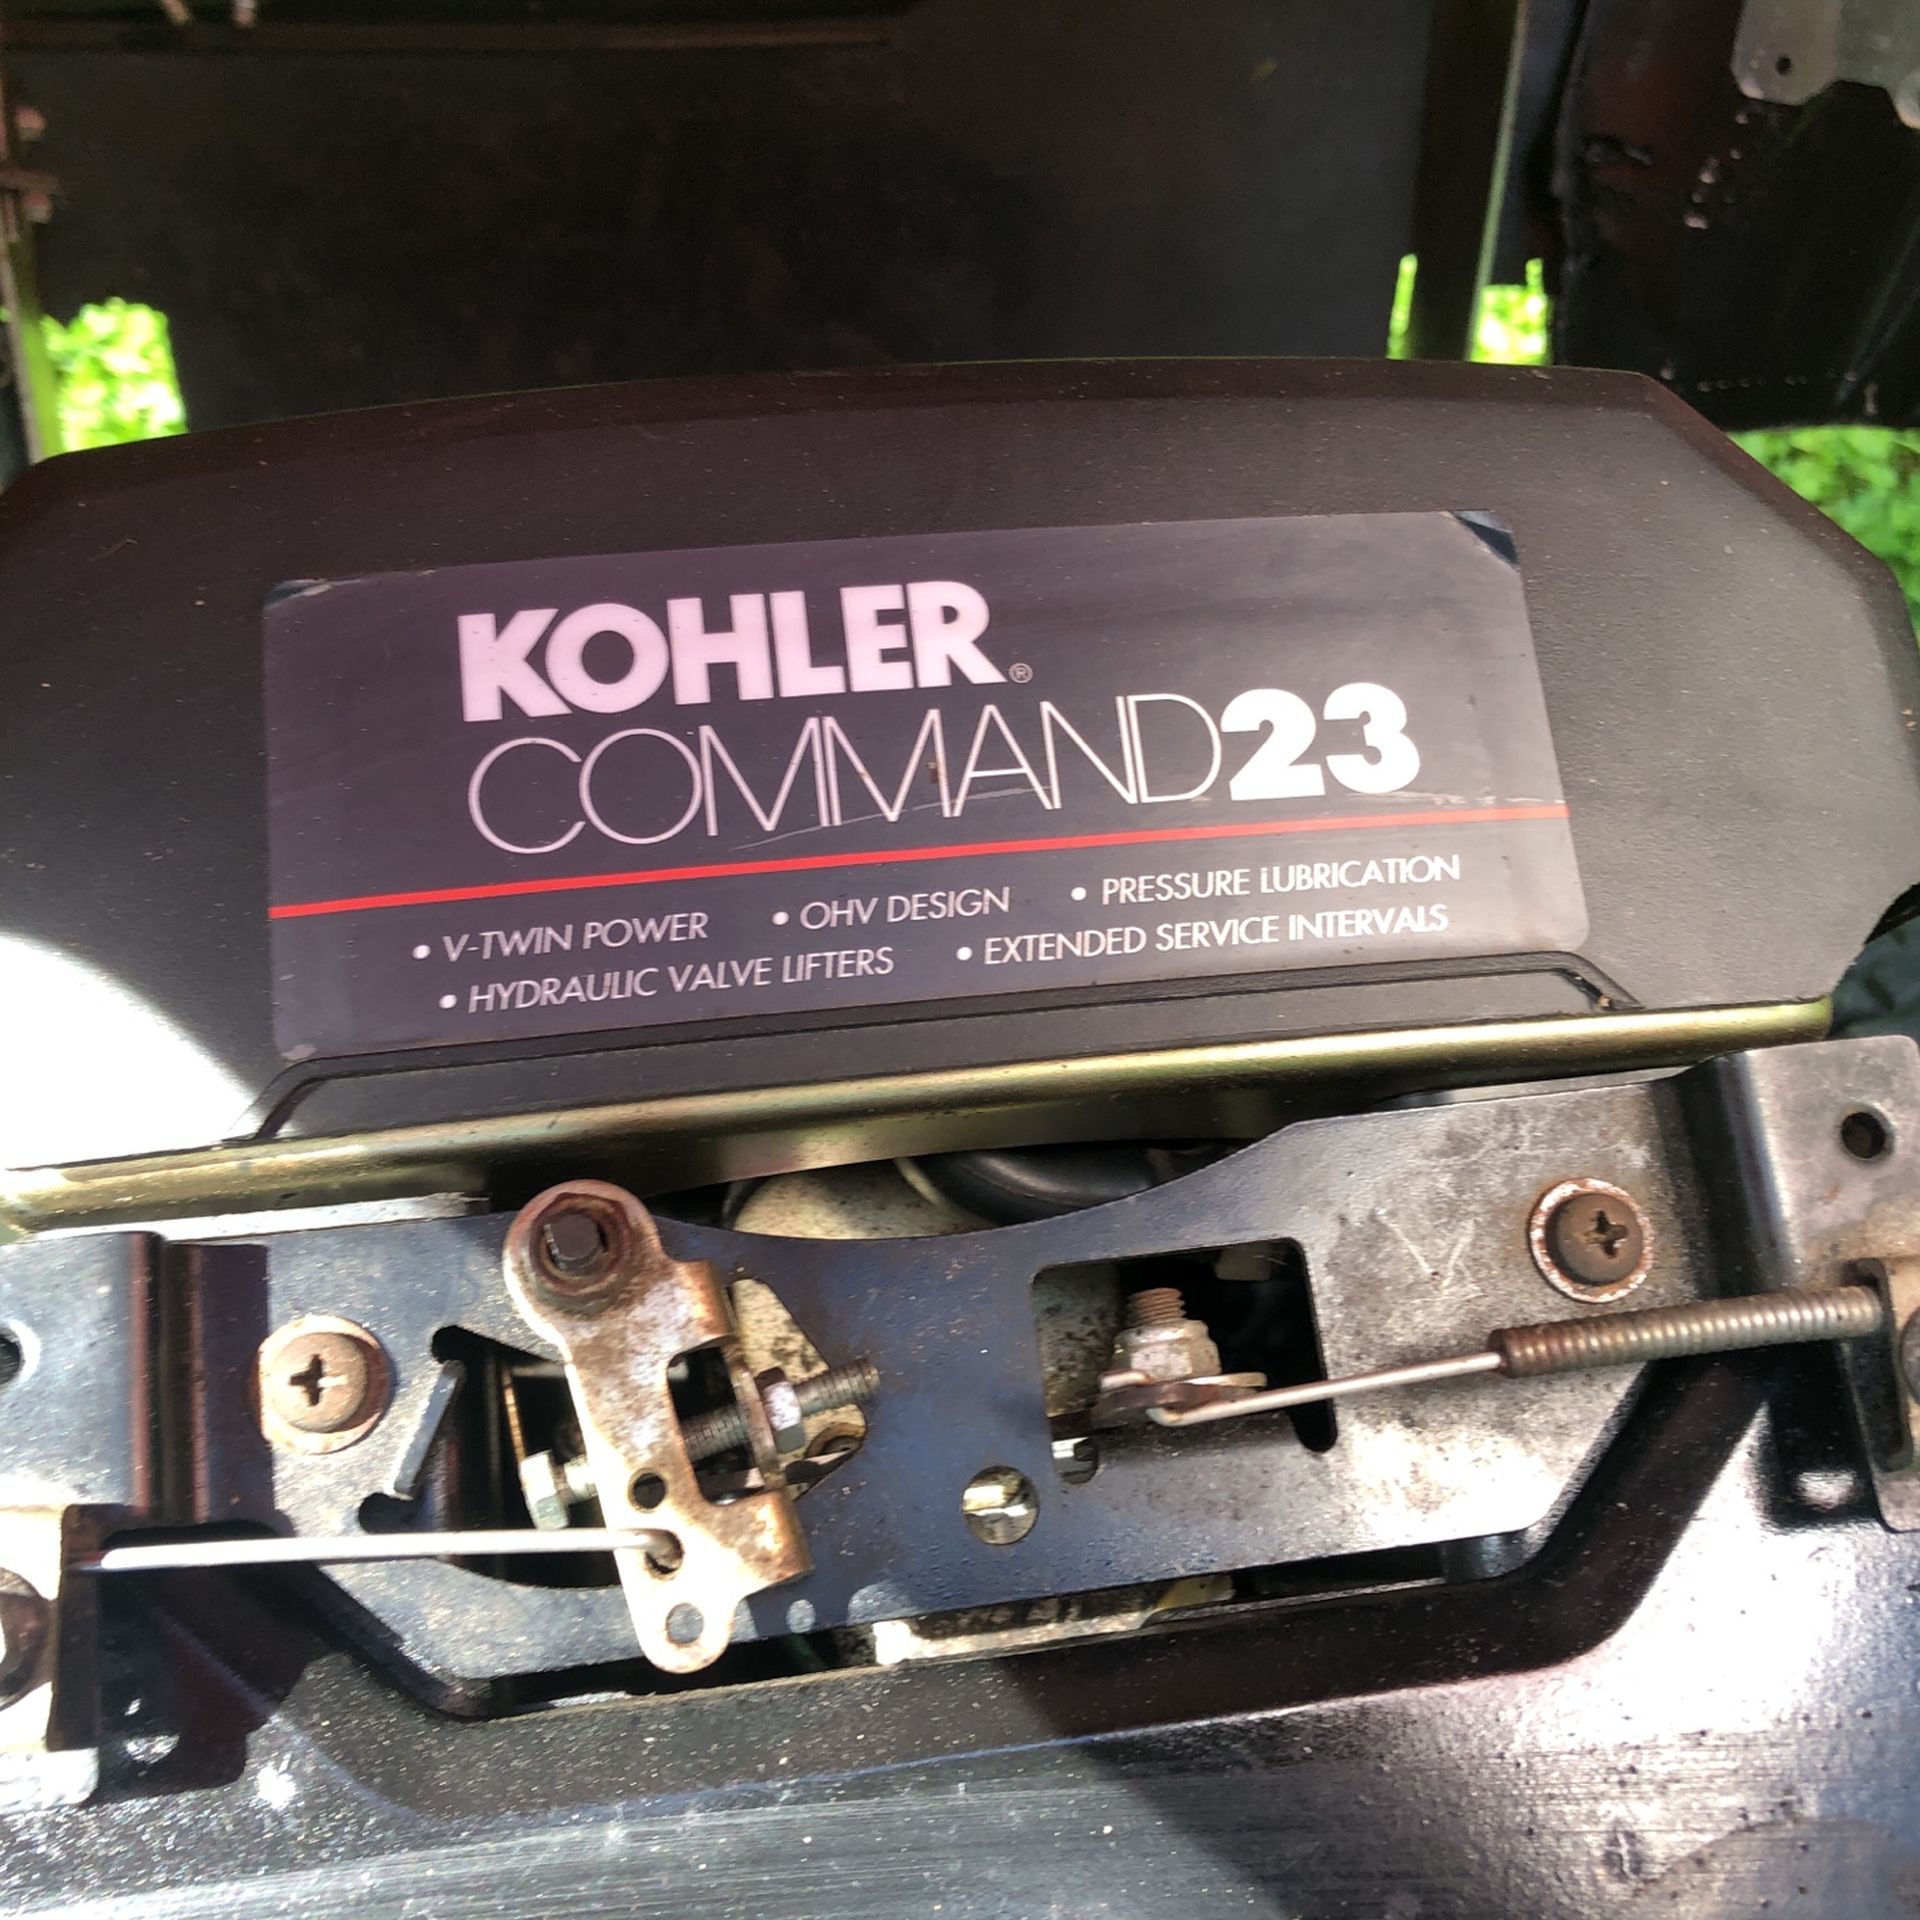 KOHLER®
COMMAND23
• V-TWIN POWER • OHV DESIGN • PRESSURE LUBRICATION
• HYDRAULIC VALVE LIFTERS • EXTENDED SERVICE INTERVALS